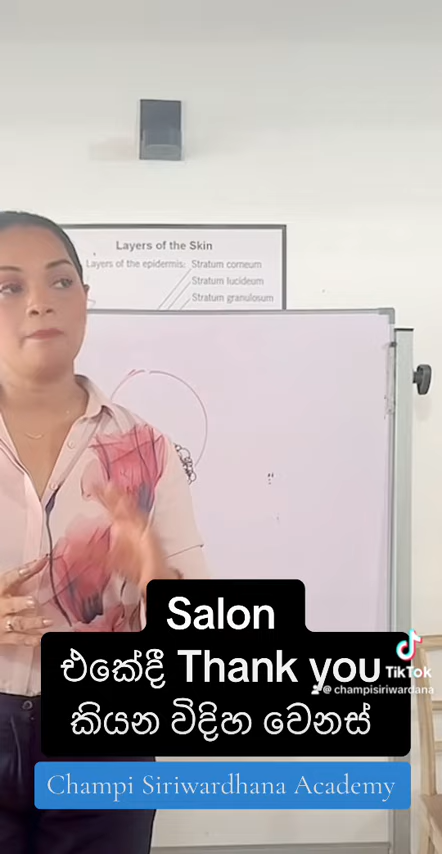 Layers of the Skin
Layers of the epidermis: Stratum corneum
Stratum lucideum
Stratum granulosum
Salon
එකේදී Thank you
කියන විදිහ වෙනස්
TikTok
@ champisiriwardana
Champi Siriwardhana Academy